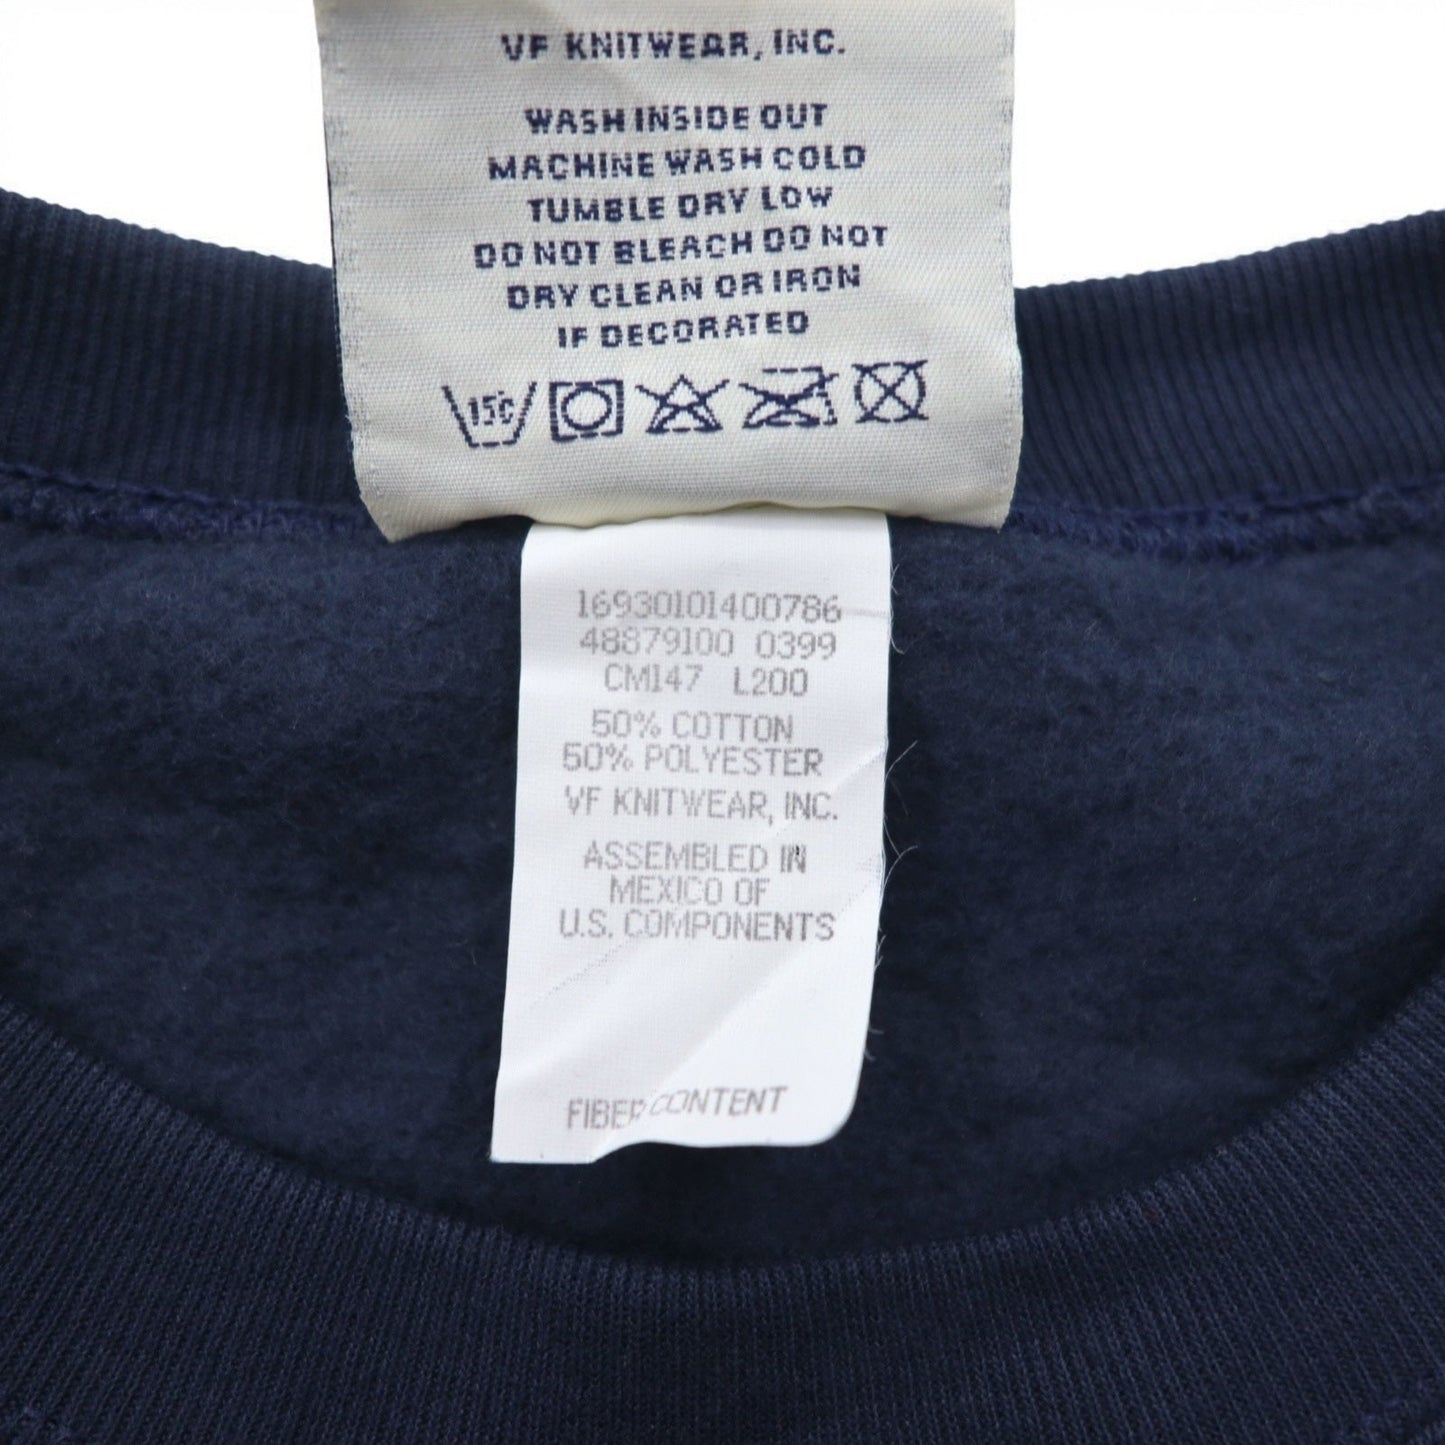 VF KNITWEAR, INC.
WASH INSIDE OUT
MACHINE WASH COLD
TUMBLE DRY LOW
DO NOT BLEACH DO NOT
DRY CLEAN OR IRON
IF DECORATED
15C
16930101400786
48879100 0399
CM147 L200
50% COTTON
50% POLYESTER
VF KNITWEAR, INC.
ASSEMBLED IN
MEXICO OF
U.S. COMPONENTS
FIBER CONTENT